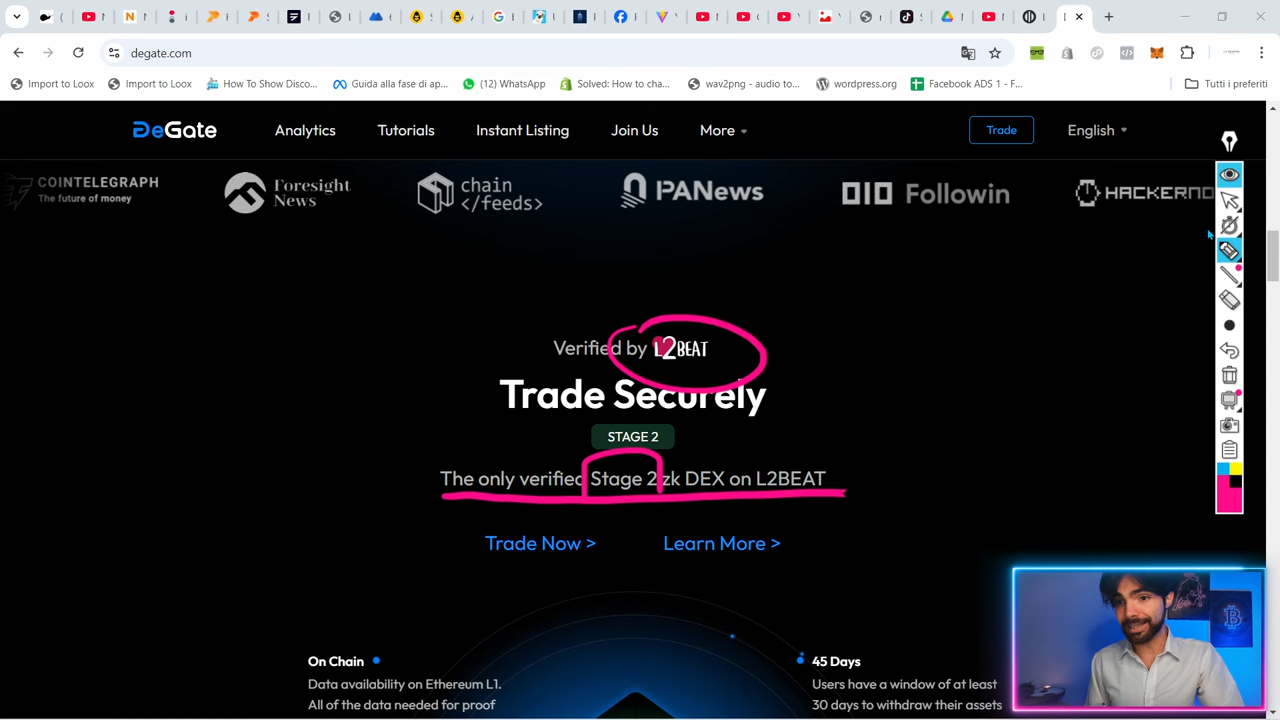 degate.com
Import to Loox
Import to Loox
How To Show Disco...
Guida alla fase di ap...
(12) WhatsApp
Solved: How to cha...
wav2png - audio to...
wordpress.org
Facebook ADS 1 - F...
Tutti i preferiti
DeGate
Analytics
Tutorials
Instant Listing
Join Us
More
Trade
English
COINTELEGRAPH
The future of money
Foresight
News
chain
</feeds>
PANews
Followin
HACKERNO
Verified by L2BEAT
Trade Securely
STAGE 2
The only verified Stage 2 zk DEX on L2BEAT
Trade Now >
Learn More >
On Chain
Data availability on Ethereum L1.
All of the data needed for proof
45 Days
Users have a window of at least
30 days to withdraw their assets